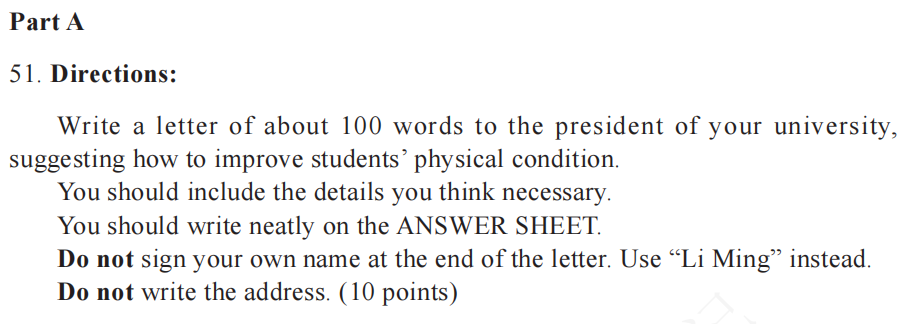 Part A
51. Directions:
Write a letter of about 100 words to the president of your university,
suggesting how to improve students’ physical condition.
You should include the details you think necessary.
You should write neatly on the ANSWER SHEET.
Do not sign your own name at the end of the letter. Use “Li Ming” instead.
Do not write the address. (10 points)